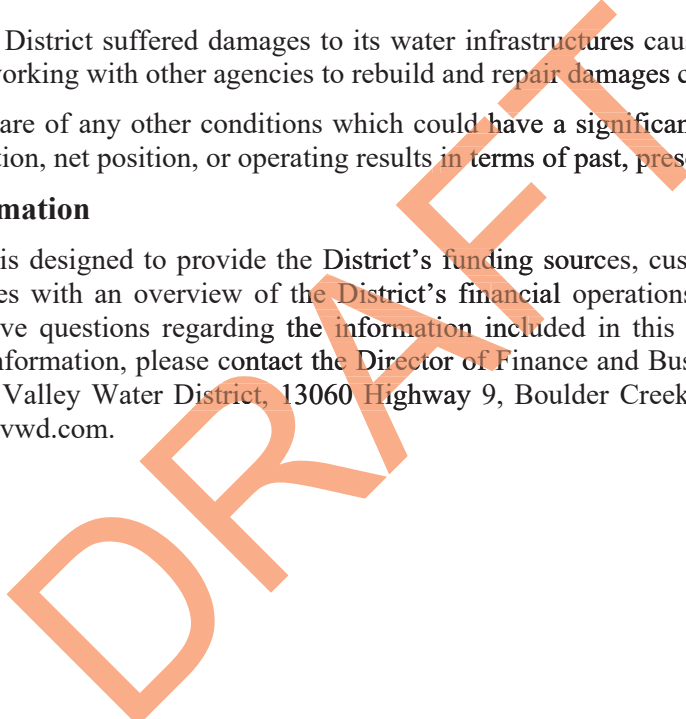 District suffered damages to its water infrastructures cau
vorking with other agencies to rebuild and repair damages c
are of any other conditions which could have a significan
tion, net position, or operating results in terms of past, pres
mation
is designed to provide the District’s funding sources, cus
es with an overview of the District’s financial operations
ve questions regarding the information included in this
nformation, please contact the Director of Finance and Bus
Valley Water District, 13060 Highway 9, Boulder Creek
vwd.com.
DRAFT